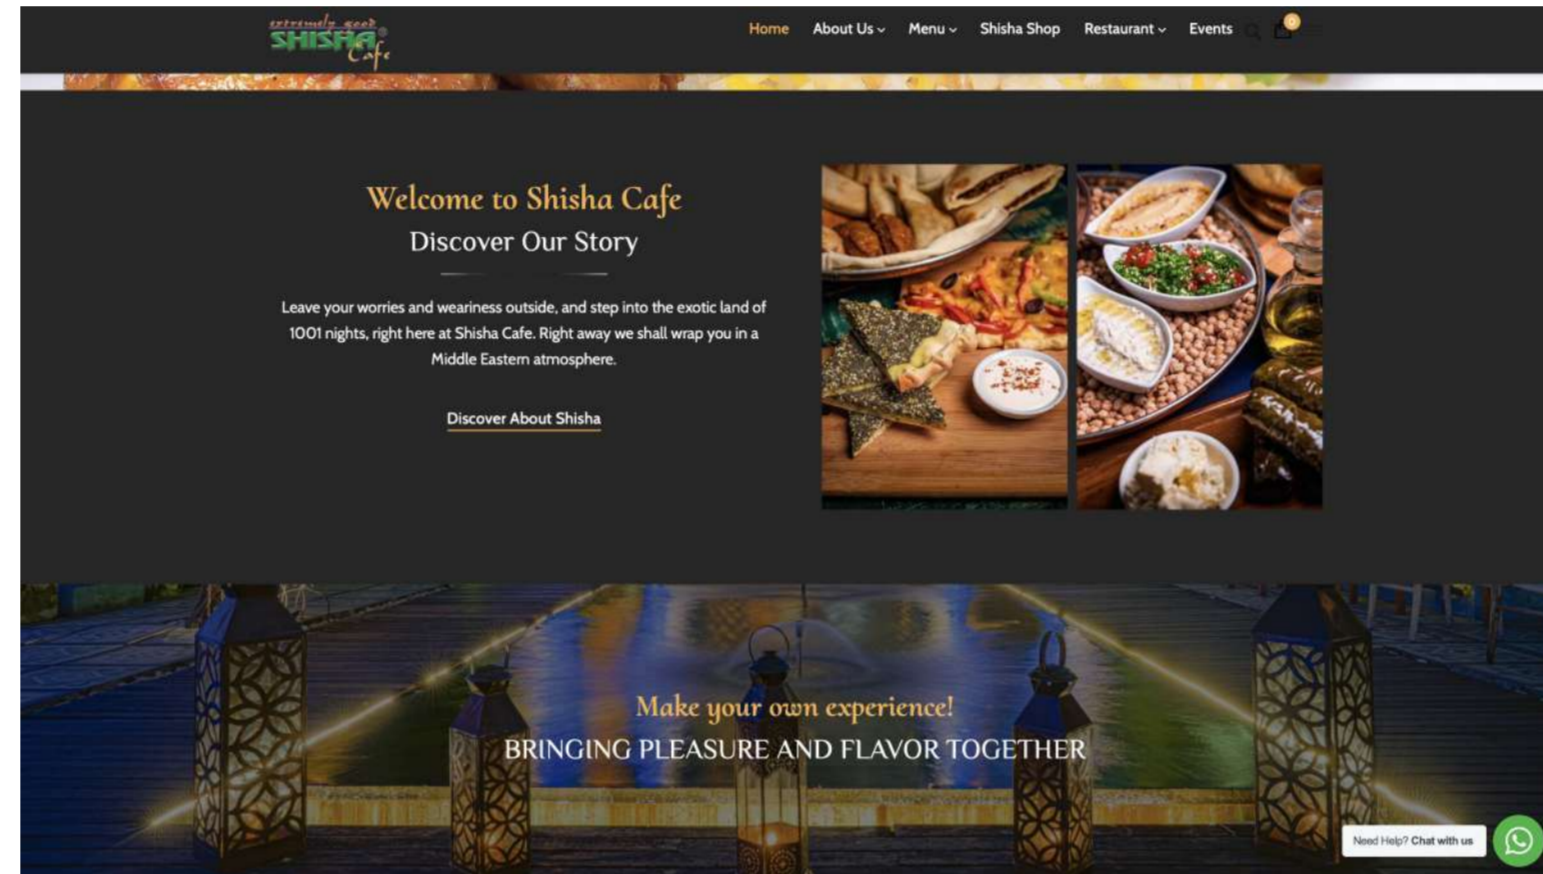 extremely good
SHISHA®
Cafe
Home About Us Menu Shisha Shop Restaurant Events 0
Welcome to Shisha Cafe
Discover Our Story
Leave your worries and weariness outside, and step into the exotic land of
1001 nights, right here at Shisha Cafe. Right away we shall wrap you in a
Middle Eastern atmosphere.
Discover About Shisha
Make your own experience!
BRINGING PLEASURE AND FLAVOR TOGETHER
Need Help? Chat with us